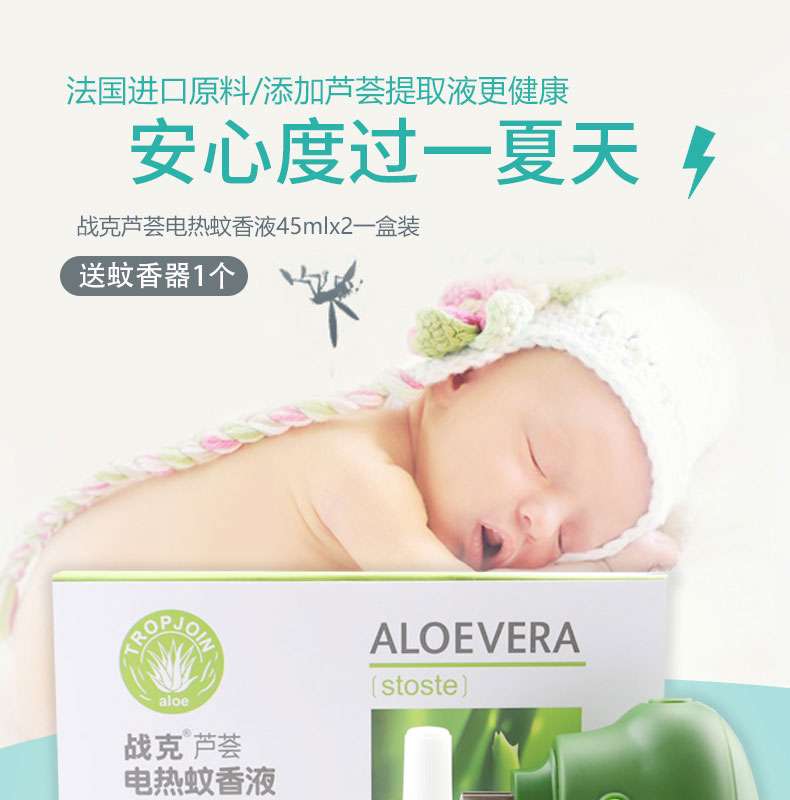 法国进口原料/添加芦荟提取液更健康
安心度过一夏天
战克芦荟电热蚊香液45mlx2一盒装
送蚊香器1个
TROPJOIN
aloe
ALOEVERA
(stoste)
战克®芦荟
电热蚊香液